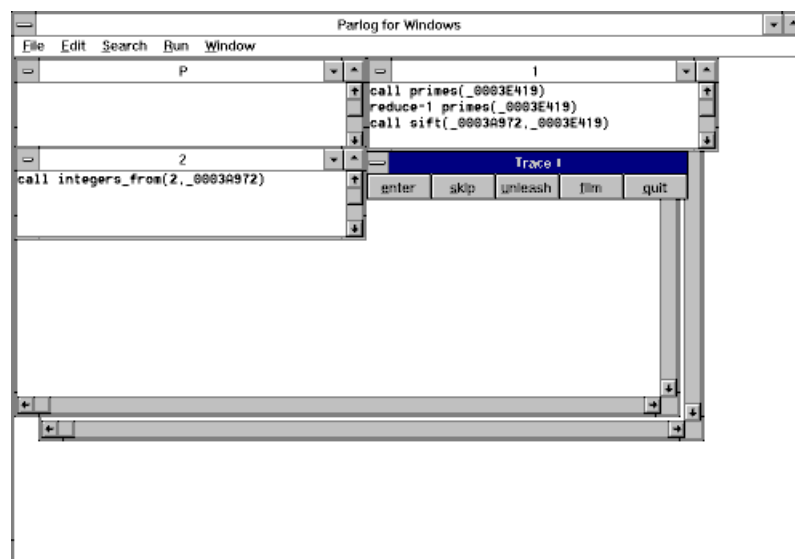 Parlog for Windows
File Edit Search Run Window
P
1
call primes(_0003E419)
reduce-1 primes(_0003E419)
call sift(_0003A972,_0003E419)
2
call integers_from(2,_0003A972)
Trace 1
enter skip unleash film quit